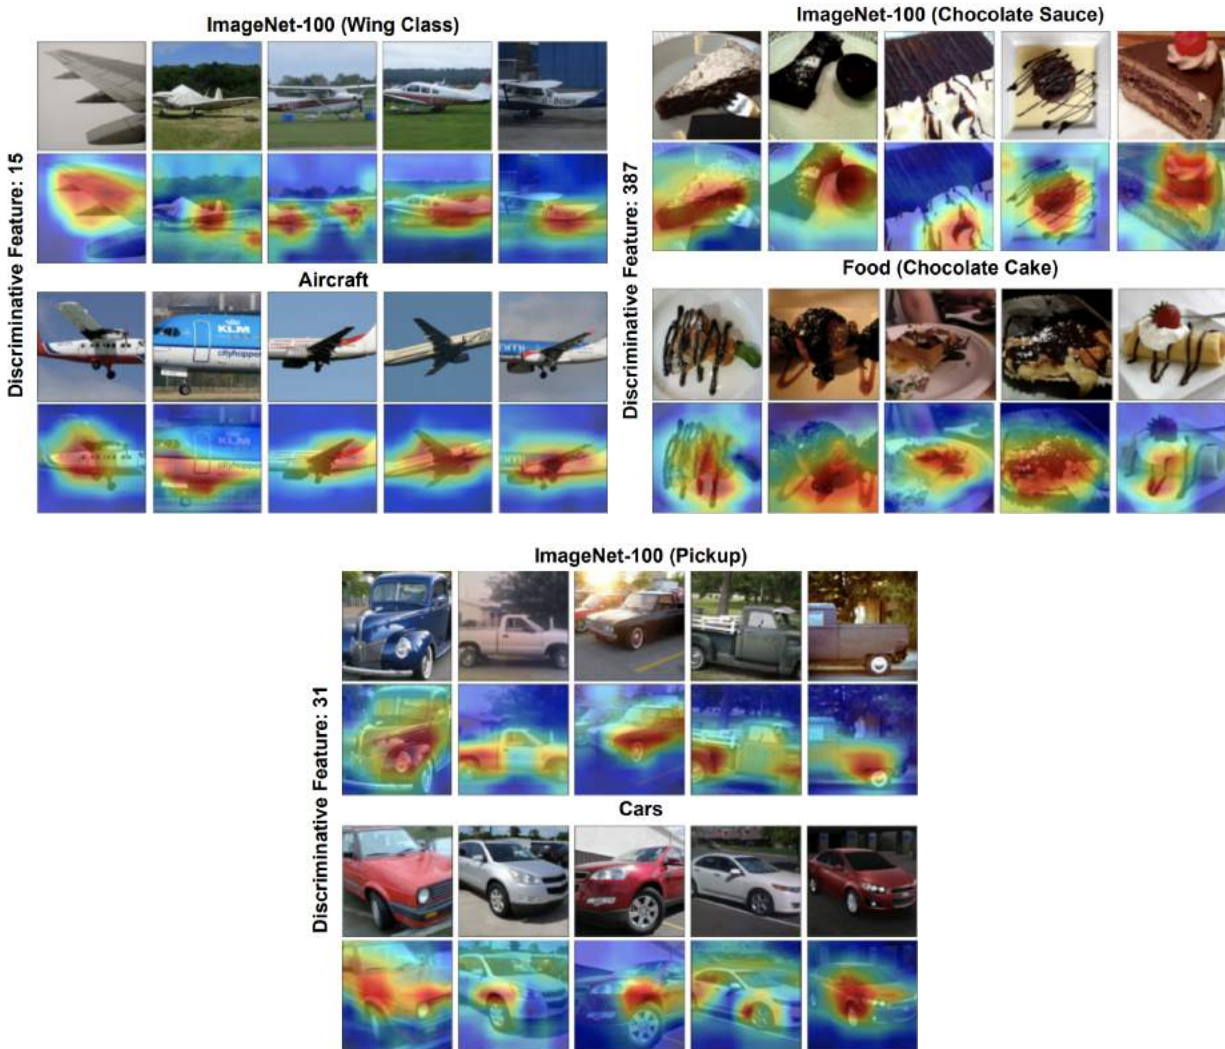 ImageNet-100 (Wing Class)
Discriminative Feature: 15
Aircraft
KLM
cityhopper
KLM
cityhopper
ImageNet-100 (Chocolate Sauce)
Discriminative Feature: 387
Food (Chocolate Cake)
ImageNet-100 (Pickup)
Discriminative Feature: 31
Cars